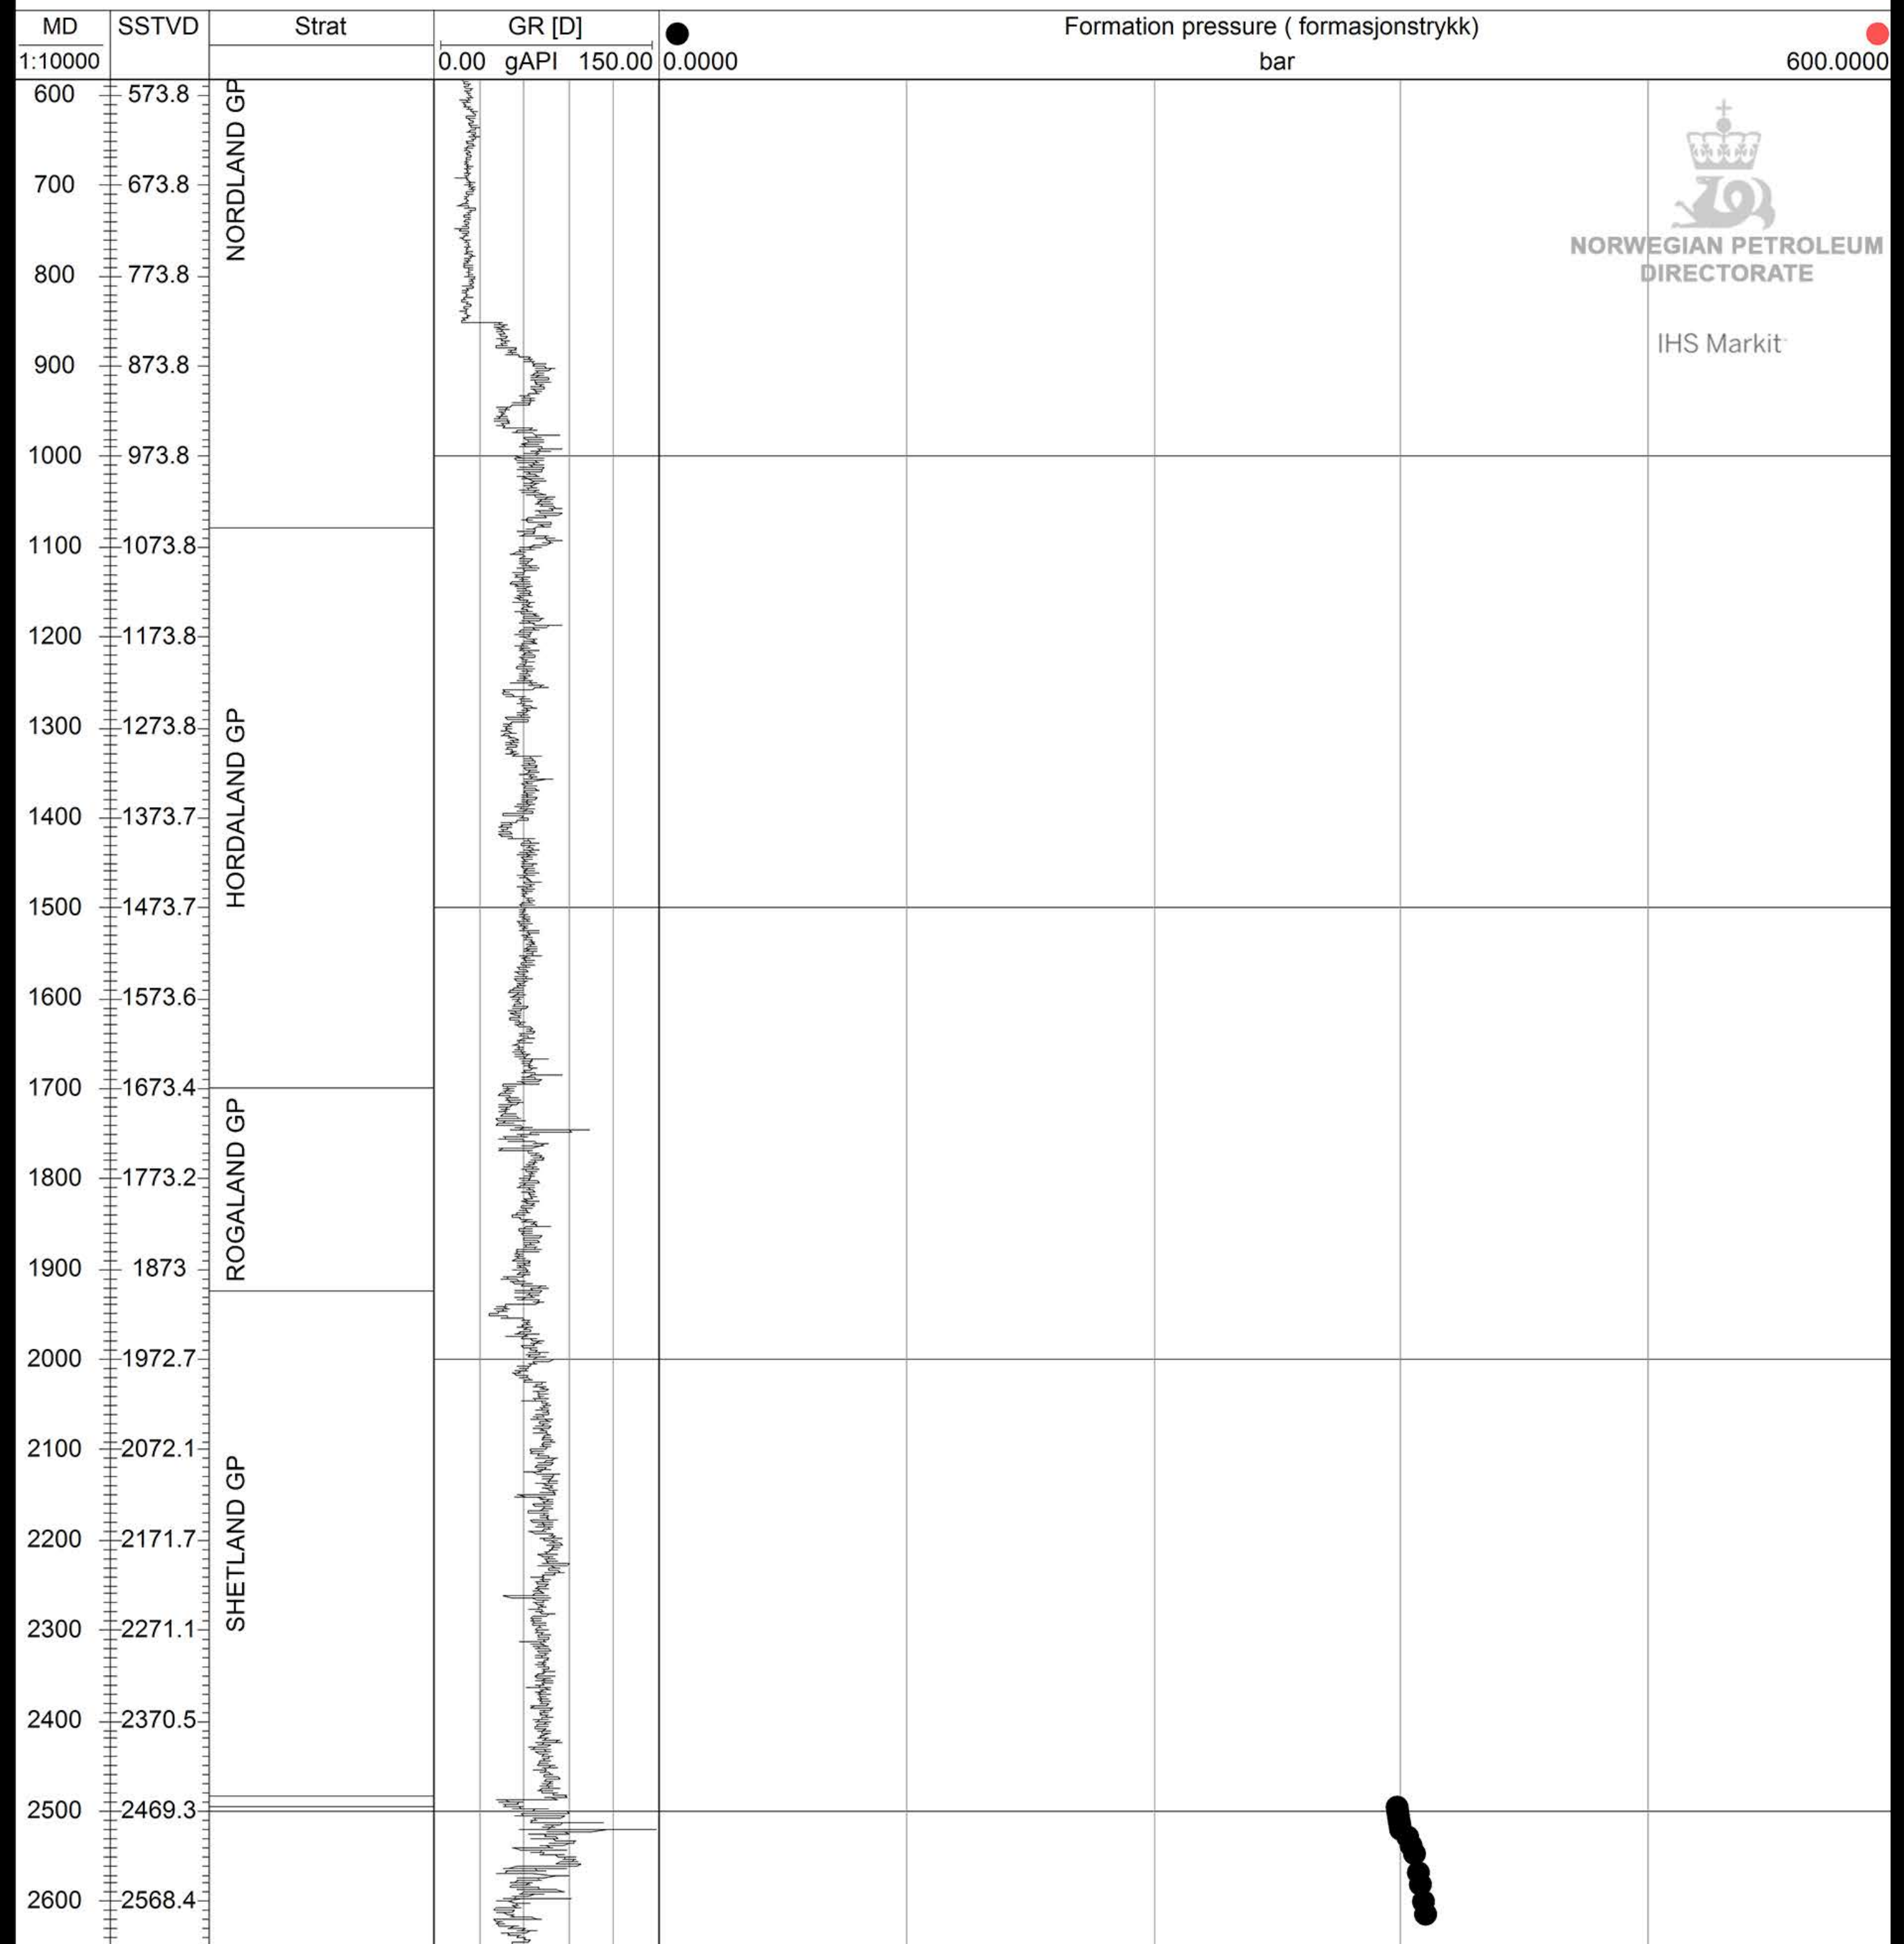 MD SSTVD Strat GR [D] Formation pressure ( formasjonstrykk)
1:10000 0.00 gAPI 150.00 0.0000 bar 600.0000
NORWEGIAN PETROLEUM
DIRECTORATE
IHS Markit
NORDLAND GP
HORDALAND GP
ROGALAND GP
SHETLAND GP
600 573.8
700 673.8
800 773.8
900 873.8
1000 973.8
1100 1073.8
1200 1173.8
1300 1273.8
1400 1373.7
1500 1473.7
1600 1573.6
1700 1673.4
1800 1773.2
1900 1873
2000 1972.7
2100 2072.1
2200 2171.7
2300 2271.1
2400 2370.5
2500 2469.3
2600 2568.4